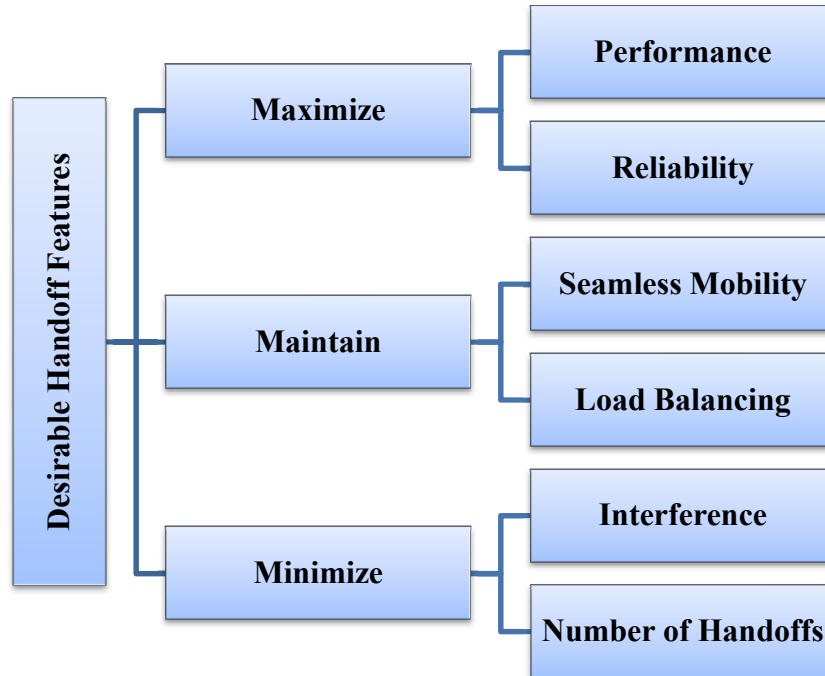 Desirable Handoff Features
Maximize
Performance
Reliability
Maintain
Seamless Mobility
Load Balancing
Minimize
Interference
Number of Handoffs